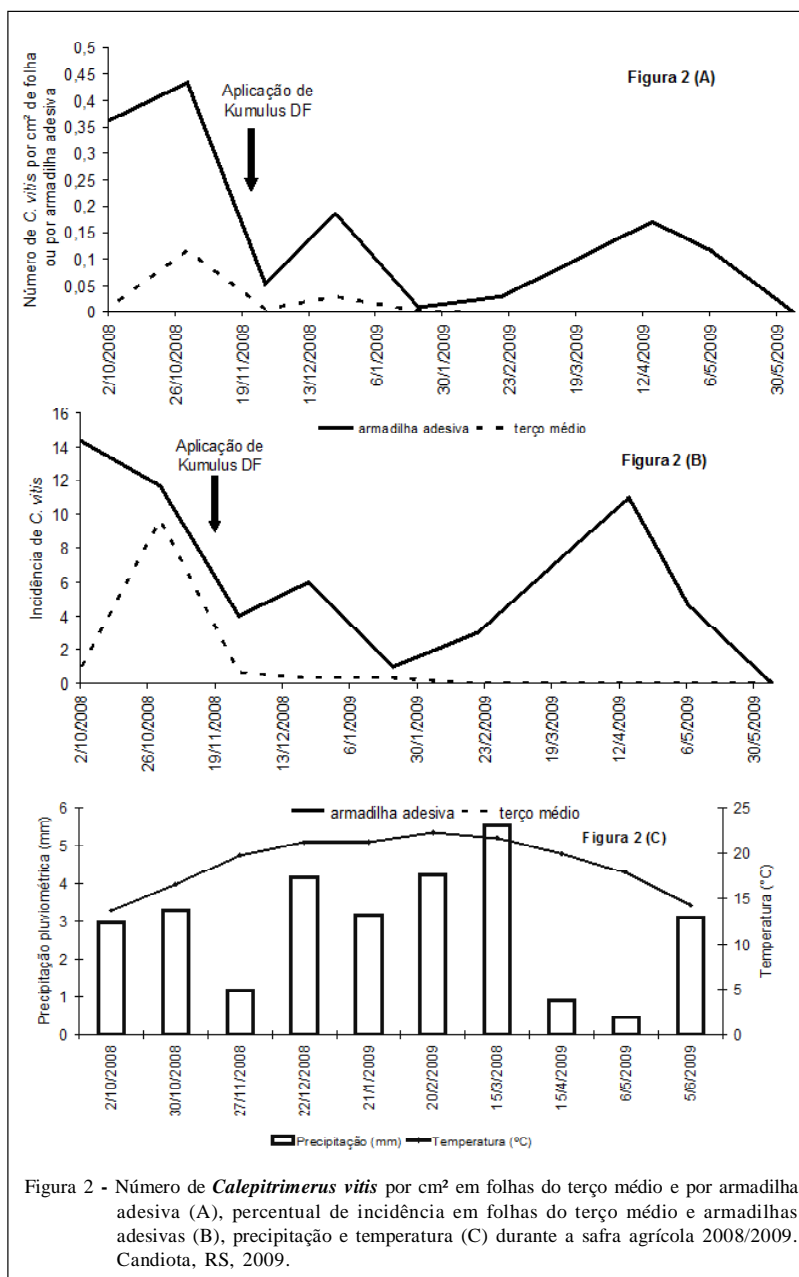 0,5
0,45
0,4
0,35
0,3
0,25
0,2
0,15
0,1
0,05
0
Número de C. vitis por cm² de folha
ou por armadilha adesiva
Aplicação de
Kumulus DF
Figura 2 (A)
2/10/2008
26/10/2008
19/11/2008
13/12/2008
6/1/2009
30/1/2009
23/2/2009
19/3/2009
12/4/2009
6/5/2009
30/5/2009
armadilha adesiva
terço médio
16
14
12
10
8
6
4
2
0
Incidência de C. vitis
Aplicação de
Kumulus DF
Figura 2 (B)
2/10/2008
26/10/2008
19/11/2008
13/12/2008
6/1/2009
30/1/2009
23/2/2009
19/3/2009
12/4/2009
6/5/2009
30/5/2009
armadilha adesiva
terço médio
6
5
4
3
2
1
0
Precipitação pluviométrica (mm)
Figura 2 (C)
25
20
15
10
5
0
Temperatura (°C)
2/10/2008
30/10/2008
27/11/2008
22/12/2008
21/1/2009
20/2/2009
15/3/2008
15/4/2009
6/5/2009
5/6/2009
Precipitação (mm)
Temperatura (ºC)
Figura 2 - Número de Calepitrimerus vitis por cm² em folhas do terço médio e por armadilha
adesiva (A), percentual de incidência em folhas do terço médio e armadilhas
adesivas (B), precipitação e temperatura (C) durante a safra agrícola 2008/2009.
Candiota, RS, 2009.